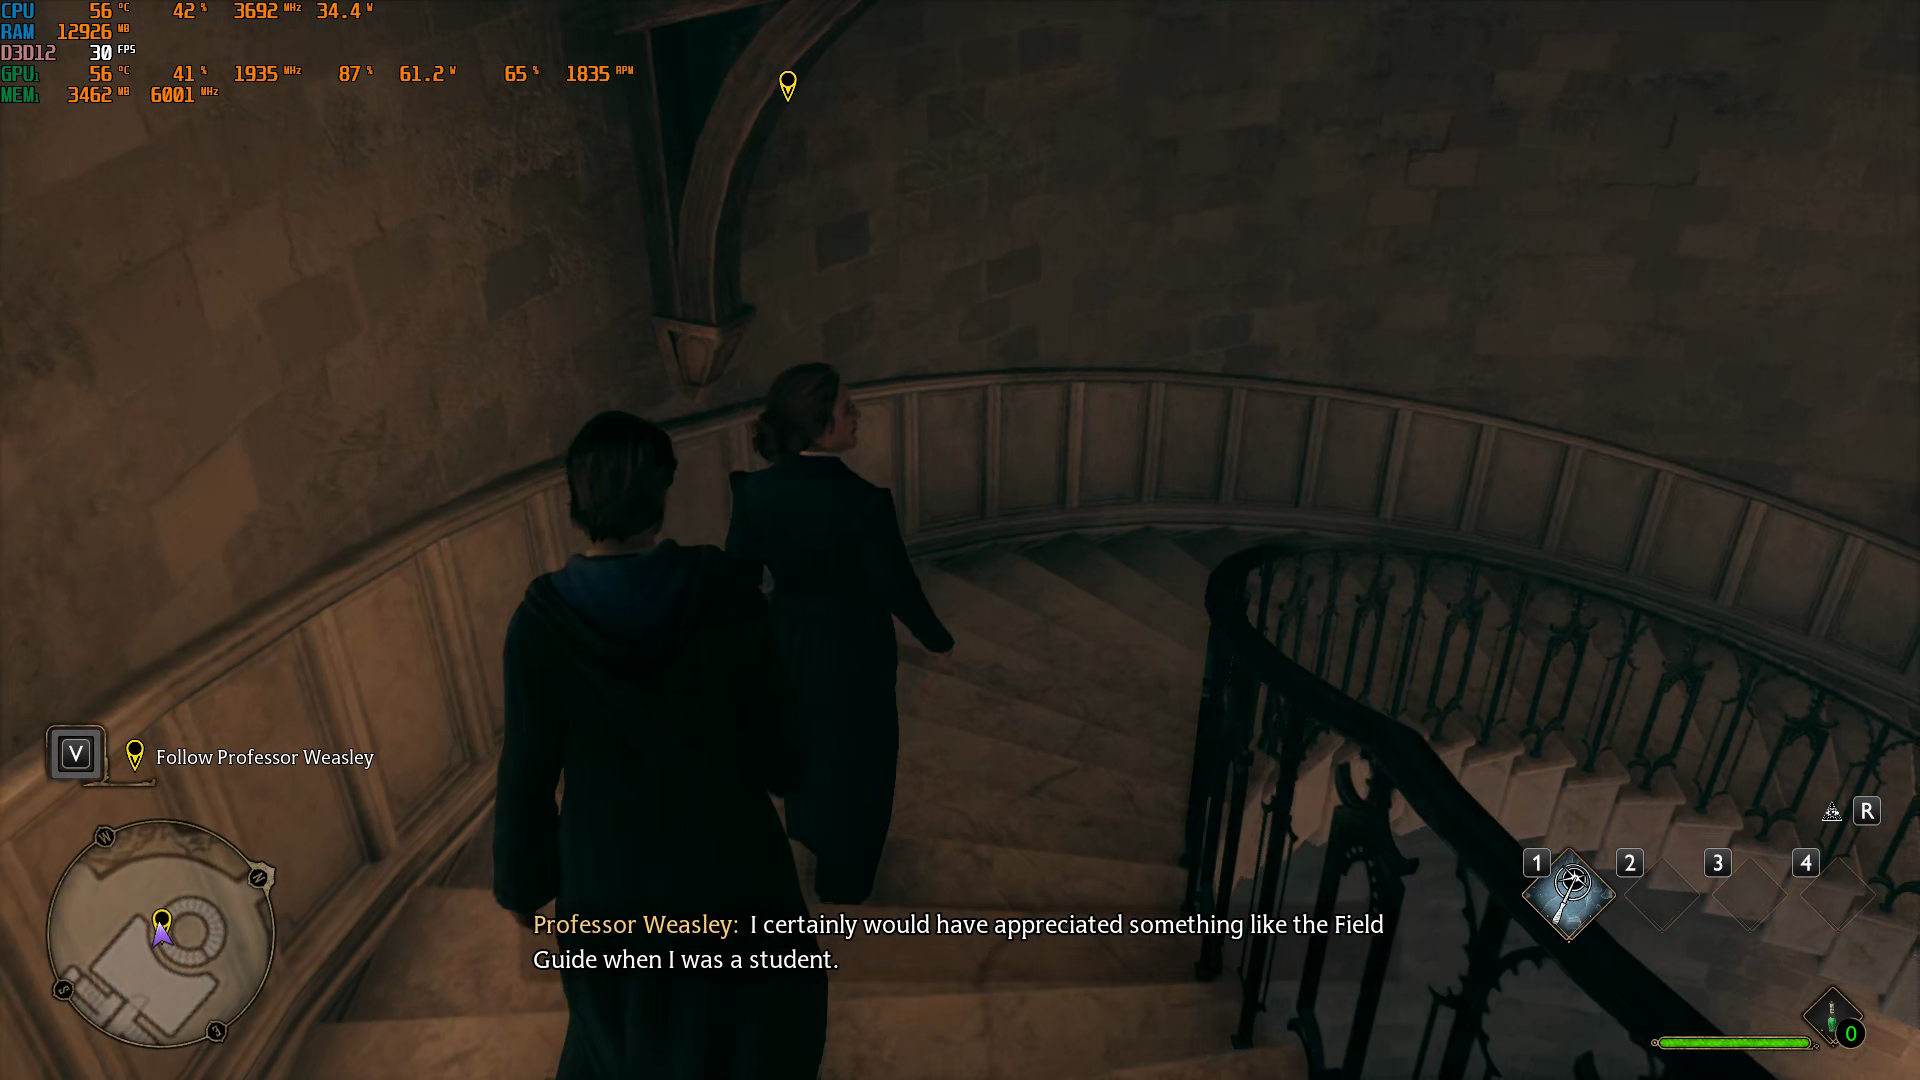 CPU 56 °C 42 % 3692 MHz 34.4 W
RAM 12926 MB
D3D12 30 FPS
GPU1 56 °C 41 % 1935 MHz 87 % 61.2 W 65 % 1835 RPM
MEM1 3462 MB 6001 MHz
V Follow Professor Weasley
R
1 2 3 4
W N
S E
Professor Weasley: I certainly would have appreciated something like the Field
Guide when I was a student.
0